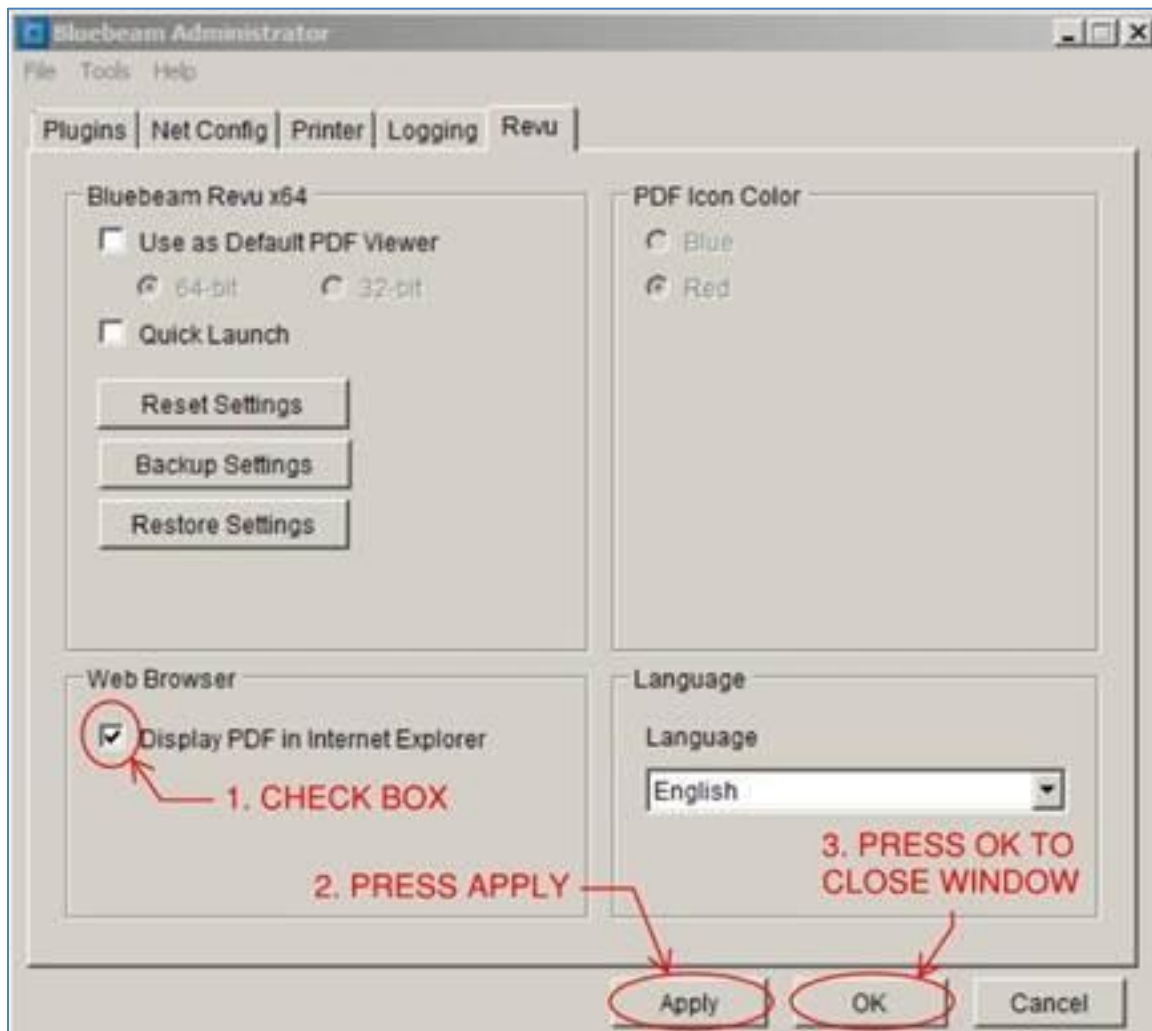 Bluebeam Administrator
File Tools Help
Plugins Net Config Printer Logging Revu
Bluebeam Revu x64
Use as Default PDF Viewer
64-bit 32-bit
Quick Launch
Reset Settings
Backup Settings
Restore Settings
PDF Icon Color
Blue
Red
Web Browser
Display PDF in Internet Explorer
1. CHECK BOX
2. PRESS APPLY
Language
Language
English
3. PRESS OK TO
CLOSE WINDOW
Apply OK Cancel